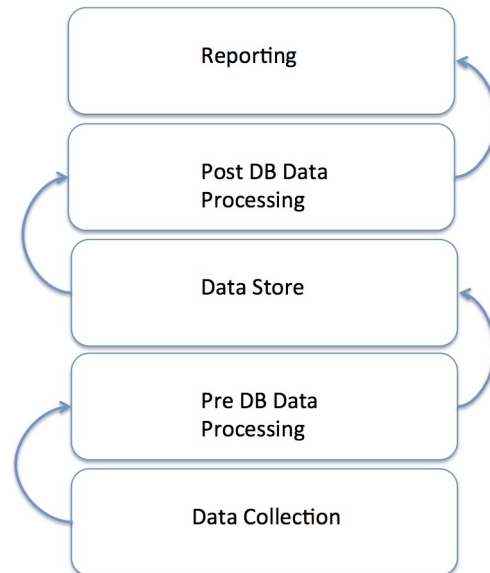 Reporting
Post DB Data
Processing
Data Store
Pre DB Data
Processing
Data Collection